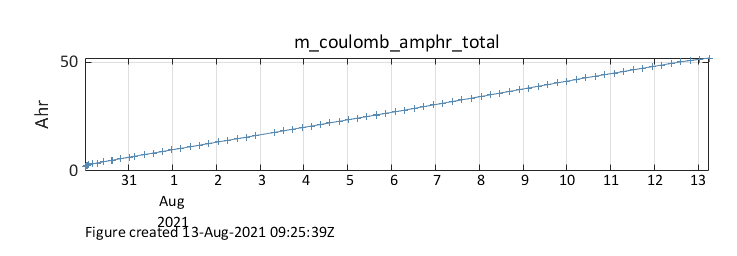 m_coulomb_amphr_total
50
Ahr
0
31 1 2 3 4 5 6 7 8 9 10 11 12 13
Aug
2021
Figure created 13-Aug-2021 09:25:39Z